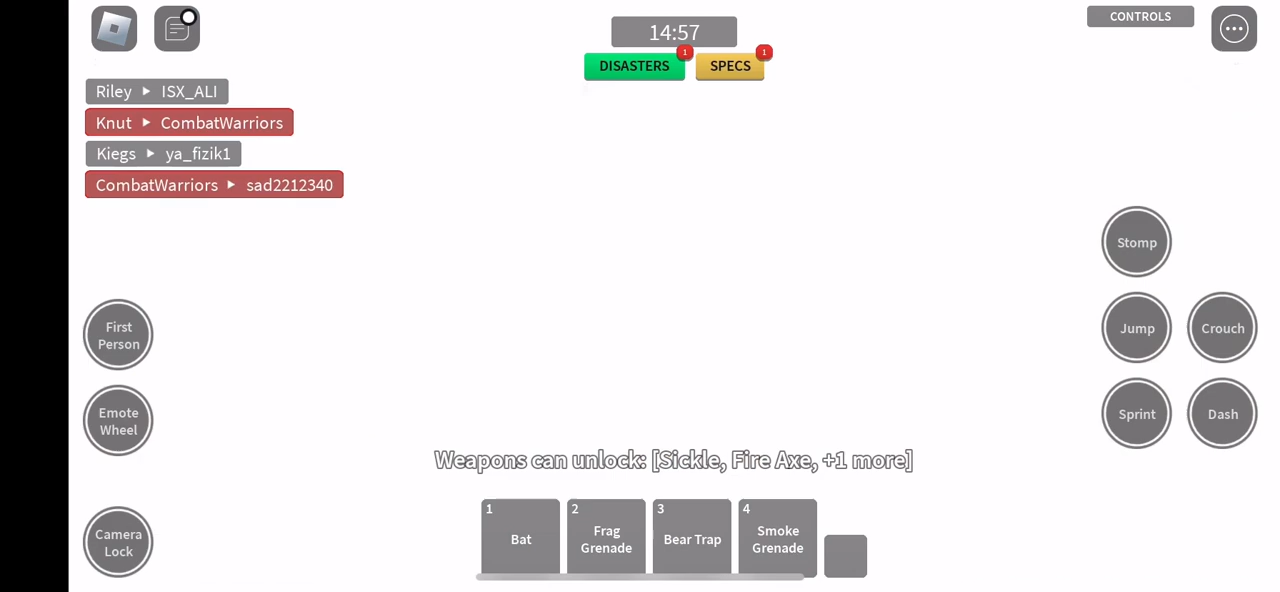 14:57
CONTROLS
DISASTERS 1 SPECS 1
Riley ▸ ISX_ALI
Knut ▸ CombatWarriors
Kiegs ▸ ya_fizik1
CombatWarriors ▸ sad2212340
Stomp
First
Person
Jump
Crouch
Emote
Wheel
Sprint
Dash
Weapons can unlock: [Sickle, Fire Axe, +1 more]
Camera
Lock
1
Bat
2
Frag
Grenade
3
Bear Trap
4
Smoke
Grenade